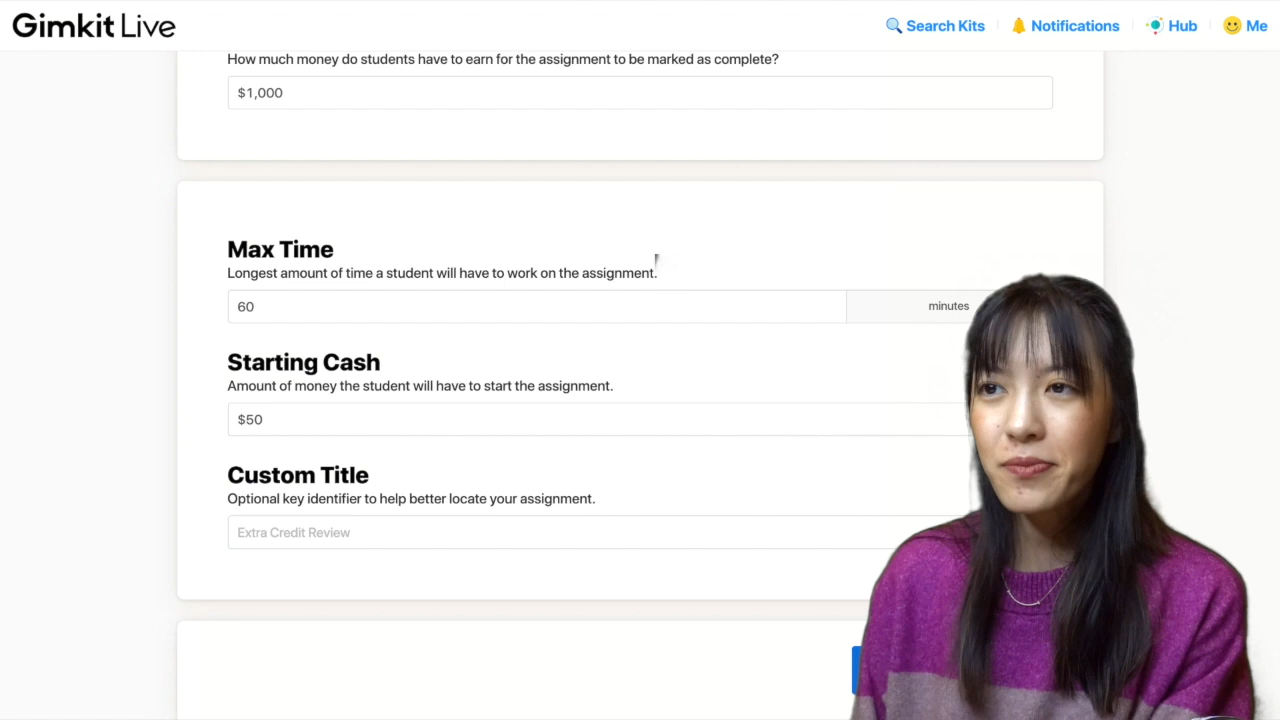 Gimkit Live
Search Kits
Notifications
Hub
Me
How much money do students have to earn for the assignment to be marked as complete?
$1,000
Max Time
Longest amount of time a student will have to work on the assignment.
60
minutes
Starting Cash
Amount of money the student will have to start the assignment.
$50
Custom Title
Optional key identifier to help better locate your assignment.
Extra Credit Review